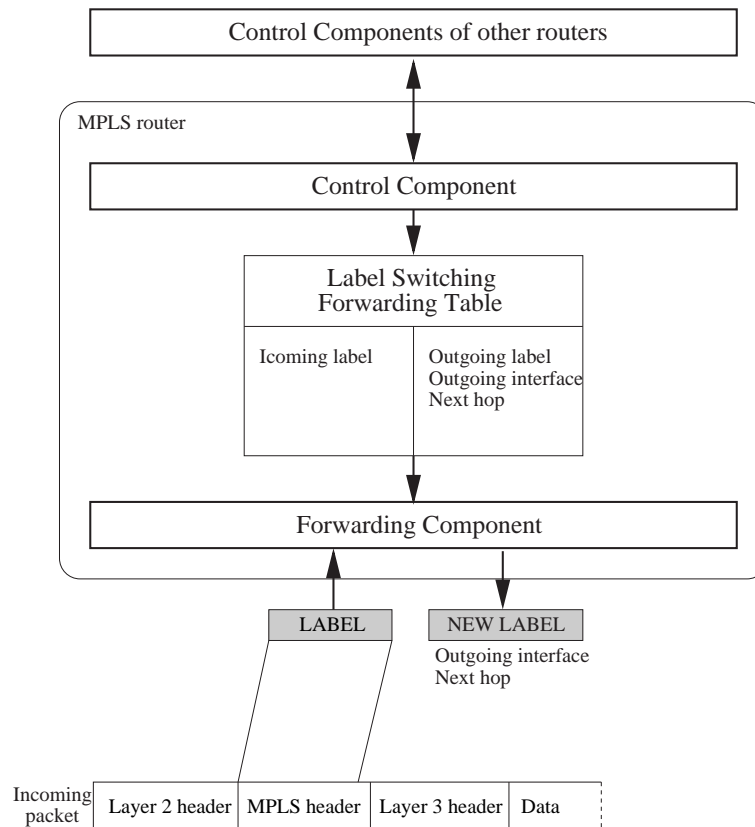 Control Components of other routers
MPLS router
Control Component
Label Switching
Forwarding Table
Icoming label
Outgoing label
Outgoing interface
Next hop
Forwarding Component
LABEL
NEW LABEL
Outgoing interface
Next hop
Incoming
packet
Layer 2 header
MPLS header
Layer 3 header
Data